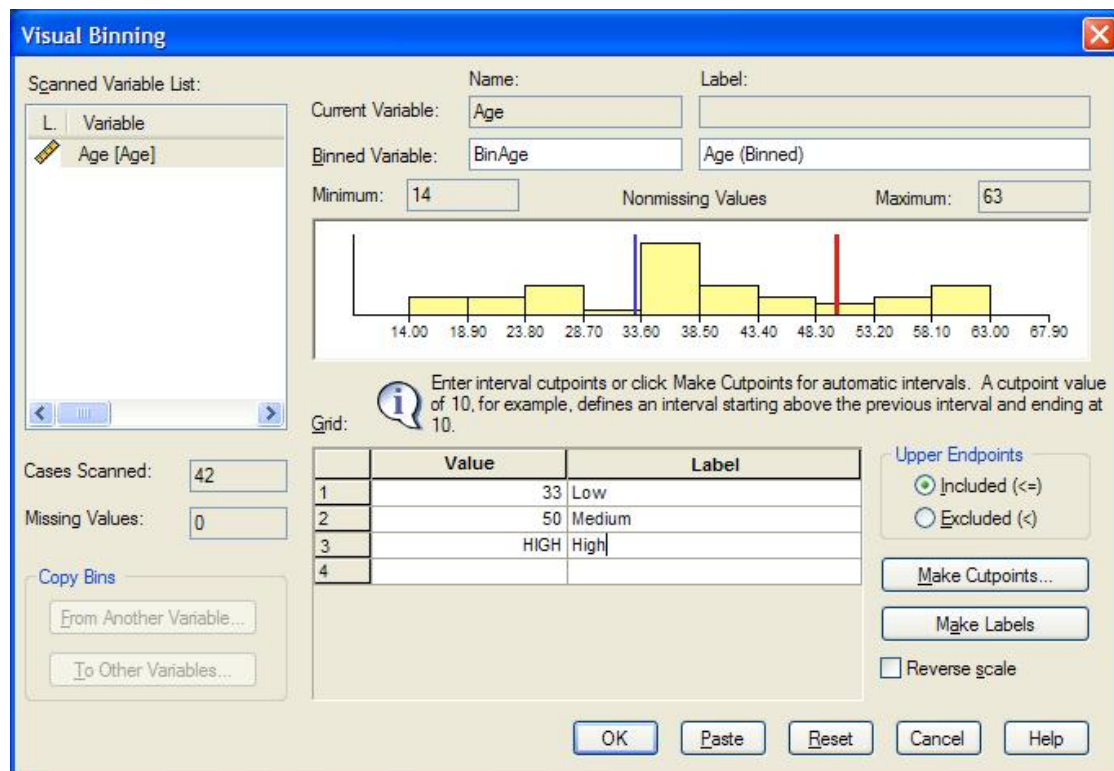 Visual Binning
Scanned Variable List:
L. Variable
Age [Age]
Name: Label:
Current Variable: Age
Binned Variable: BinAge Age (Binned)
Minimum: 14 Nonmissing Values Maximum: 63
14.00 18.90 23.80 28.70 33.60 38.50 43.40 48.30 53.20 58.10 63.00 67.90
Enter interval cutpoints or click Make Cutpoints for automatic intervals. A cutpoint value
of 10, for example, defines an interval starting above the previous interval and ending at
10.
Grid:
Value Label
1 33 Low
2 50 Medium
3 HIGH High
4
Cases Scanned: 42
Missing Values: 0
Copy Bins
From Another Variable...
To Other Variables...
Upper Endpoints
Included (<=)
Excluded (<)
Make Cutpoints...
Make Labels
Reverse scale
OK Paste Reset Cancel Help